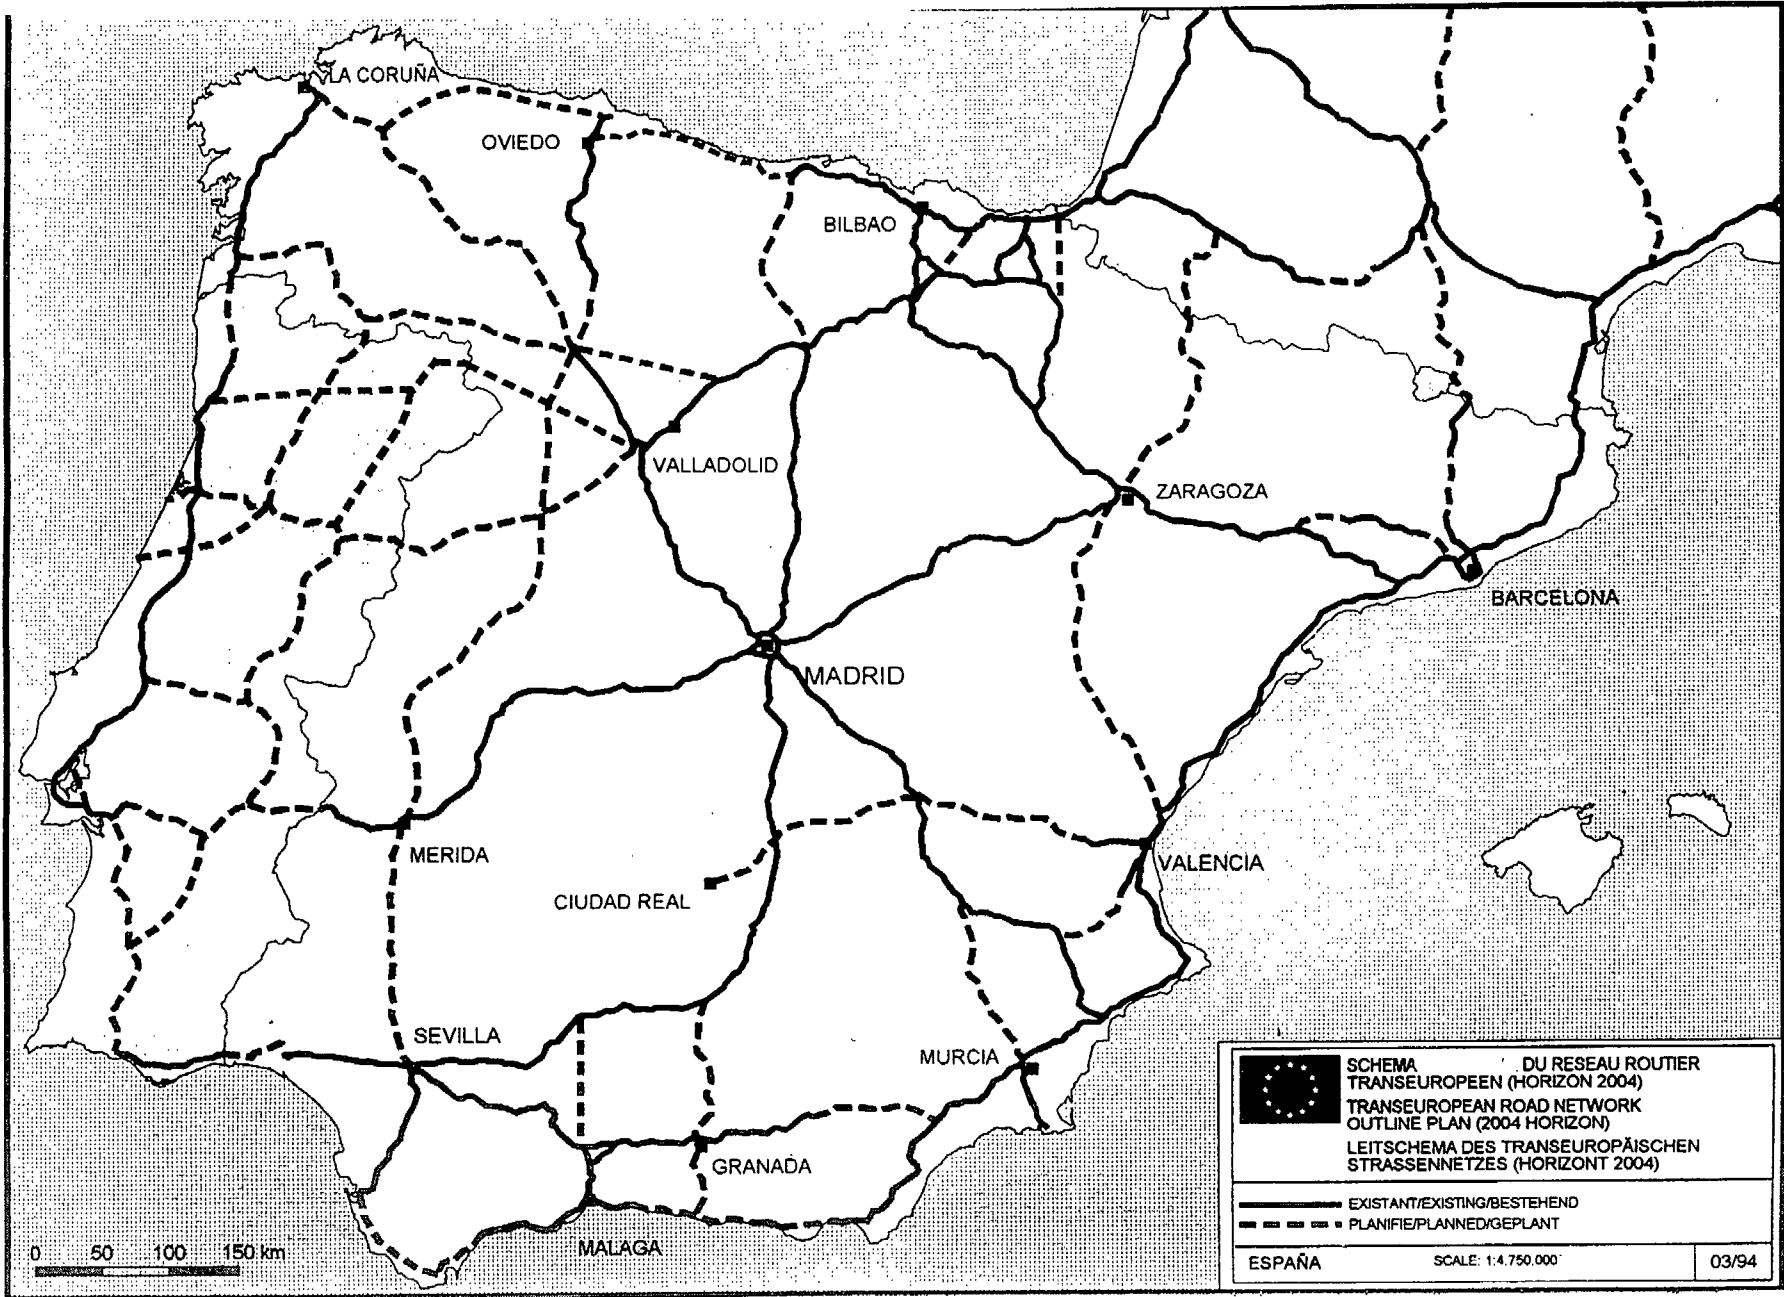 LA CORUÑA
OVIEDO
BILBAO
VALLADOLID
ZARAGOZA
BARCELONA
MADRID
MERIDA
VALENCIA
CIUDAD REAL
SEVILLA
MURCIA
GRANADA
MALAGA
0 50 100 150 km
SCHEMA DU RESEAU ROUTIER
TRANSEUROPEEN (HORIZON 2004)
TRANSEUROPEAN ROAD NETWORK
OUTLINE PLAN (2004 HORIZON)
LEITSCHEMA DES TRANSEUROPÄISCHEN
STRASSENNETZES (HORIZONT 2004)
EXISTANT/EXISTING/BESTEHEND
PLANIFIE/PLANNED/GEPLANT
ESPAÑA SCALE: 1:4.750.000 03/94